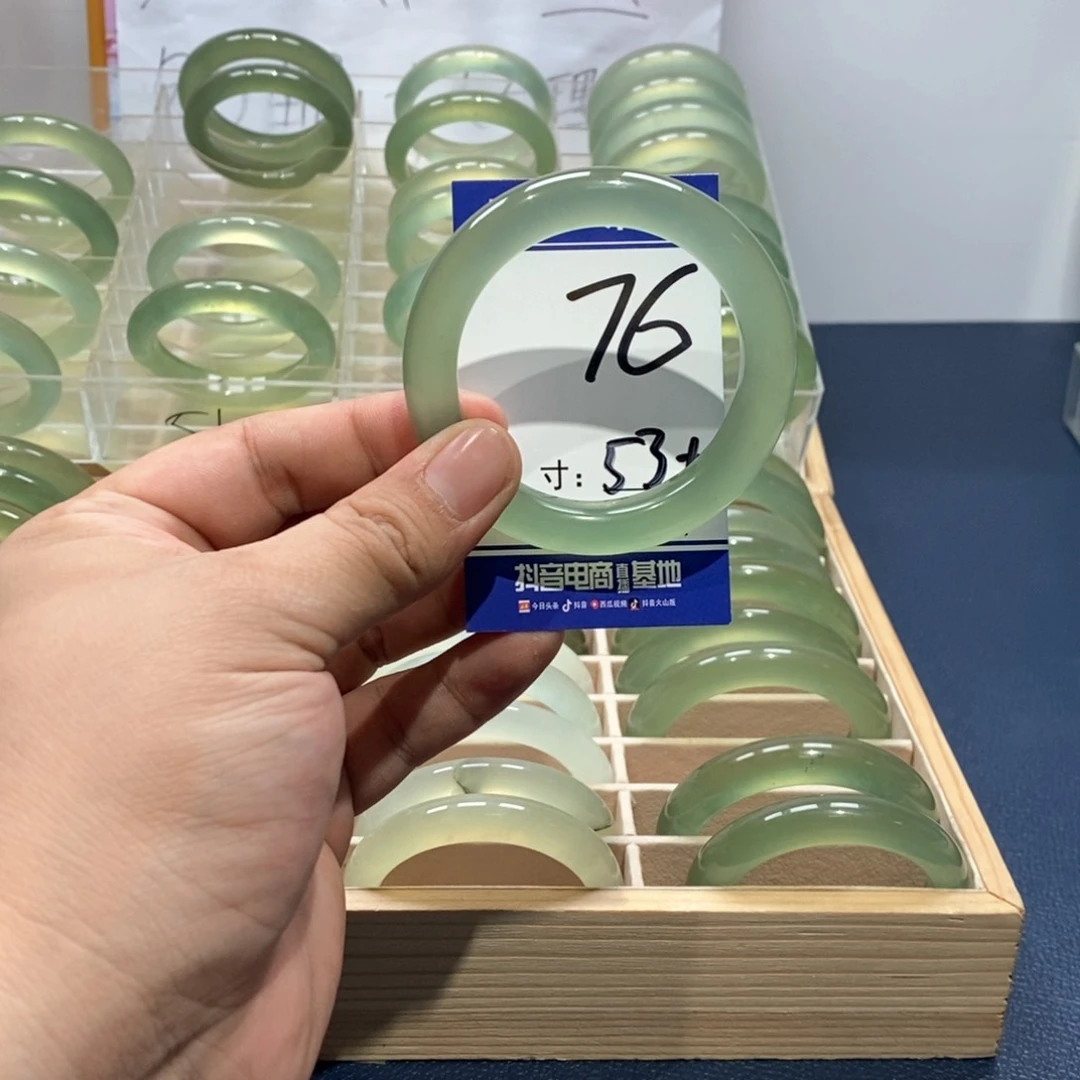 76
寸：53+
抖音电商直播基地
今日头条 抖音 西瓜视频 抖音火山版